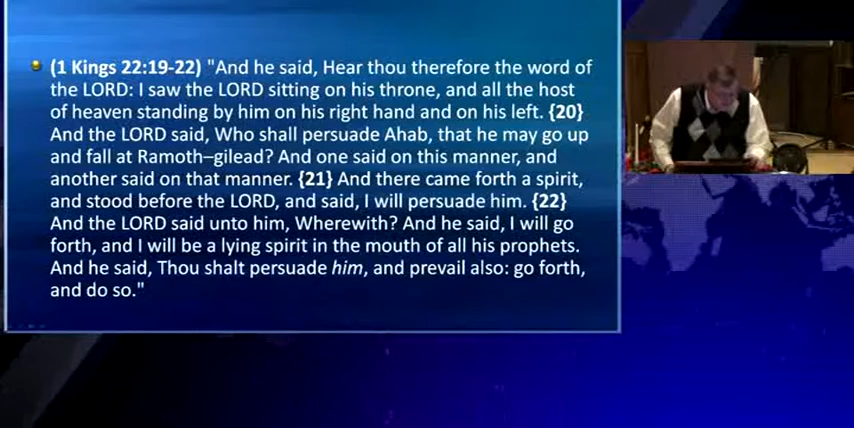 (1 Kings 22:19-22) "And he said, Hear thou therefore the word of
the LORD: I saw the LORD sitting on his throne, and all the host
of heaven standing by him on his right hand and on his left. {20}
And the LORD said, Who shall persuade Ahab, that he may go up
and fall at Ramoth–gilead? And one said on this manner, and
another said on that manner. {21} And there came forth a spirit,
and stood before the LORD, and said, I will persuade him. {22}
And the LORD said unto him, Wherewith? And he said, I will go
forth, and I will be a lying spirit in the mouth of all his prophets.
And he said, Thou shalt persuade him, and prevail also: go forth,
and do so."